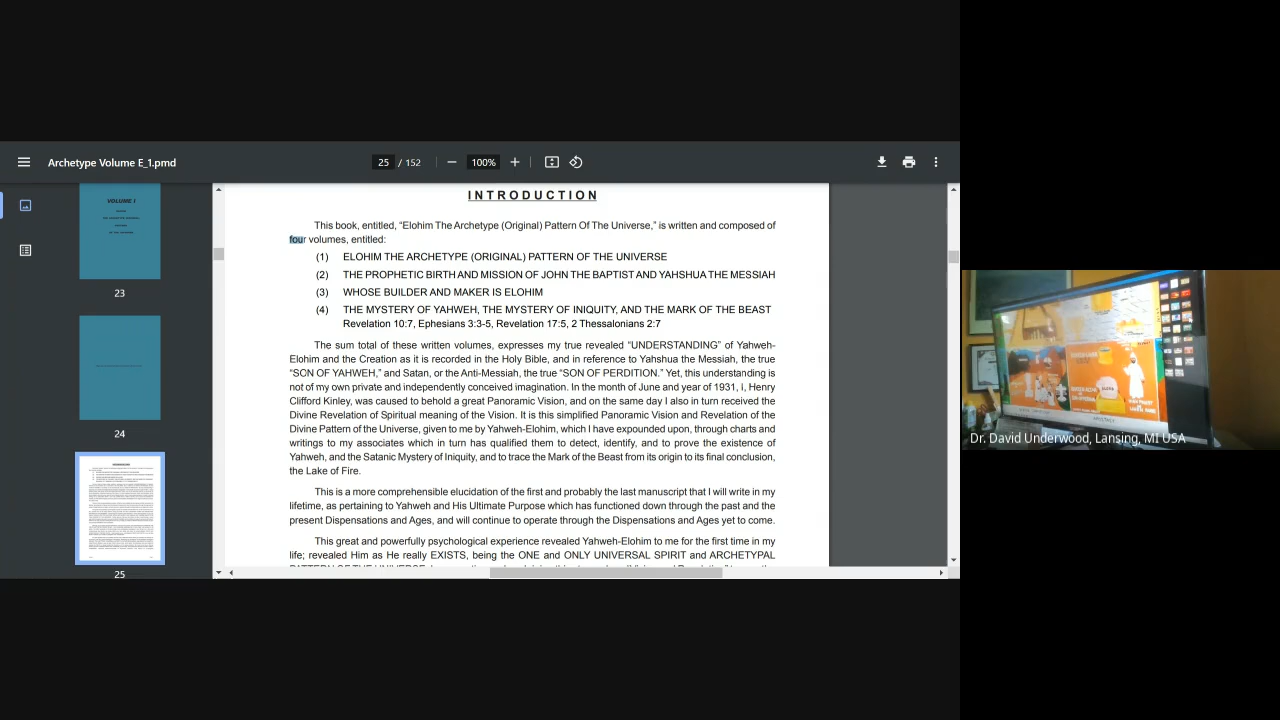 Archetype Volume E_1.pmd
25 / 152
100%
VOLUME I
23
24
25
INTRODUCTION
This book, entitled, “Elohim The Archetype (Original) Pattern Of The Universe,” is written and composed of
four volumes, entitled:
(1) ELOHIM THE ARCHETYPE (ORIGINAL) PATTERN OF THE UNIVERSE
(2) THE PROPHETIC BIRTH AND MISSION OF JOHN THE BAPTIST AND YAHSHUA THE MESSIAH
(3) WHOSE BUILDER AND MAKER IS ELOHIM
(4) THE MYSTERY OF YAHWEH, THE MYSTERY OF INIQUITY, AND THE MARK OF THE BEAST
Revelation 10:7, Ephesians 3:3-5, Revelation 17:5, 2 Thessalonians 2:7
The sum total of these written volumes, expresses my true revealed “UNDERSTANDING” of Yahweh-
Elohim and the Creation as it is recorded in the Holy Bible, and in reference to Yahshua the Messiah, the true
“SON OF YAHWEH,” and Satan, or the Anti-Messiah, the true “SON OF PERDITION.” Yet, this understanding is
not of my own private and independently conceived imagination. In the month of June and year of 1931, I, Henry
Clifford Kinley, was caused to behold a great Panoramic Vision, and on the same day I also in turn received the
Divine Revelation of Spiritual meaning of the Vision. It is this simplified Panoramic Vision and Revelation of the
Divine Pattern of the Universe, given to me by Yahweh-Elohim, which I have expounded upon, through charts and
writings to my associates which in turn has qualified them to detect, identify, and to prove the existence of
Yahweh, and the Satanic Mystery of Iniquity, and to trace the Mark of the Beast from its origin to its final conclusion,
the Lake of Fire.
This is a more comprehensible elucidation of the first and probably the last manuscript that I will write in my
lifetime, as pertaining to Yahweh and His Ultimate Purpose which has functioned down through the past and the
present Dispensations and Ages, and will continue to operate through the Dispensations and Ages yet to come.
This great and powerfully psychological experience revealed Yahweh-Elohim to me for the first time in my
life; revealed Him as He really EXISTS, being the ONE and ONLY UNIVERSAL SPIRIT and ARCHETYPAL
Dr. David Underwood, Lansing, MI USA